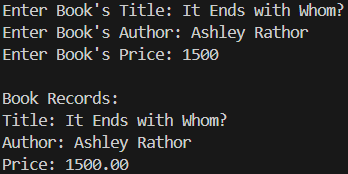 Enter Book's Title: It Ends with Whom?
Enter Book's Author: Ashley Rathor
Enter Book's Price: 1500

Book Records:
Title: It Ends with Whom?
Author: Ashley Rathor
Price: 1500.00